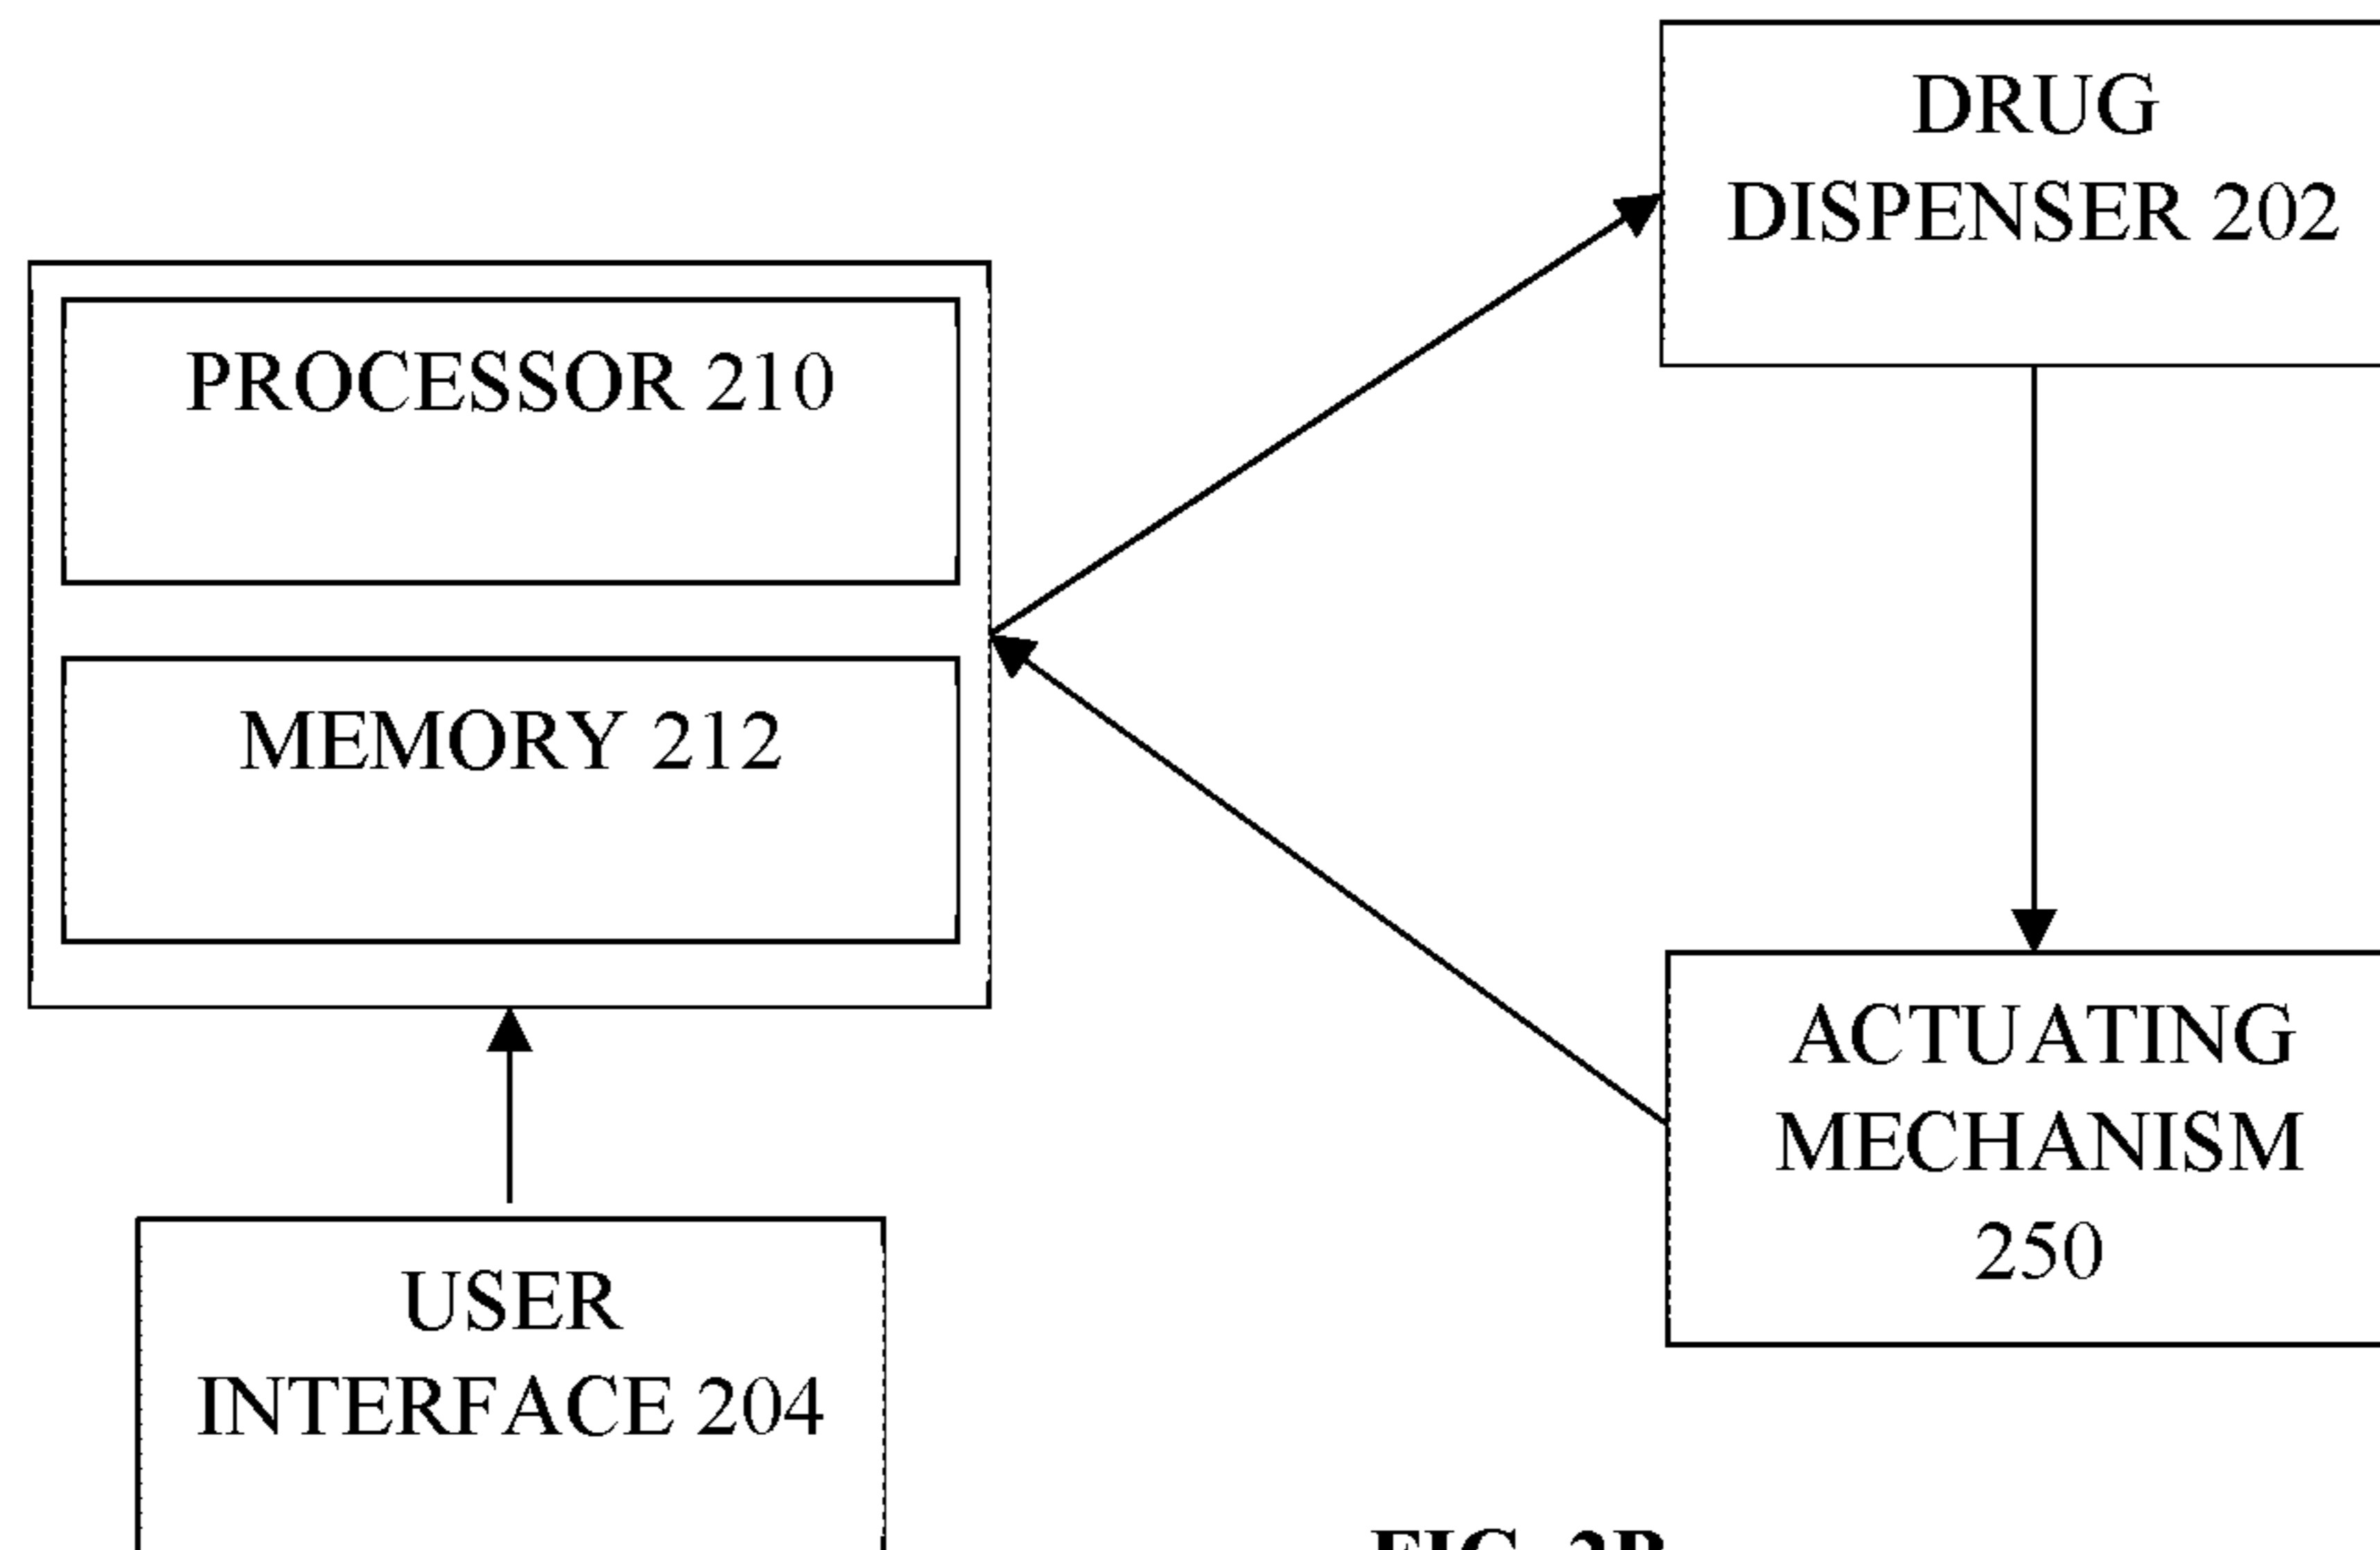 DRUG
DISPENSER 202
PROCESSOR 210
MEMORY 212
ACTUATING
MECHANISM
250
USER
INTERFACE 204